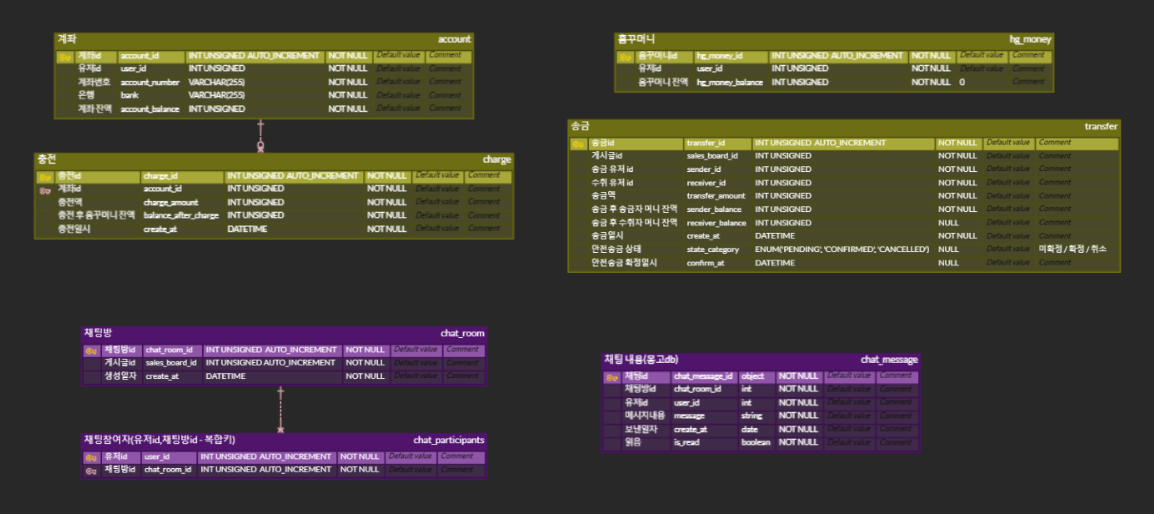 계좌 account
계좌id account_id INT UNSIGNED AUTO_INCREMENT NOT NULL Default value Comment
유저id user_id INT UNSIGNED NOT NULL Default value Comment
계좌번호 account_number VARCHAR(255) NOT NULL Default value Comment
은행 bank VARCHAR(255) NOT NULL Default value Comment
계좌 잔액 account_balance INT UNSIGNED NOT NULL Default value Comment
충전 charge
충전id charge_id INT UNSIGNED AUTO_INCREMENT NOT NULL Default value Comment
계좌id account_id INT UNSIGNED NOT NULL Default value Comment
충전액 charge_amount INT UNSIGNED NOT NULL Default value Comment
충전 후 흠꾸머니 잔액 balance_after_charge INT UNSIGNED NOT NULL Default value Comment
충전일시 create_at DATETIME NOT NULL Default value Comment
흠꾸머니 hg_money
흠꾸머니id hg_money_id INT UNSIGNED AUTO_INCREMENT NOT NULL Default value Comment
유저id user_id INT UNSIGNED NOT NULL Default value Comment
흠꾸머니 잔액 hg_money_balance INT UNSIGNED NOT NULL 0 Comment
송금 transfer
송금id transfer_id INT UNSIGNED AUTO_INCREMENT NOT NULL Default value Comment
게시글id sales_board_id INT UNSIGNED NOT NULL Default value Comment
송금 유저 id sender_id INT UNSIGNED NOT NULL Default value Comment
수취 유저 id receiver_id INT UNSIGNED NOT NULL Default value Comment
송금액 transfer_amount INT UNSIGNED NOT NULL Default value Comment
송금 후 송금자 머니 잔액 sender_balance INT UNSIGNED NOT NULL Default value Comment
송금 후 수취자 머니 잔액 receiver_balance INT UNSIGNED NULL Default value Comment
송금일시 create_at DATETIME NOT NULL Default value Comment
안전송금 상태 state_category ENUM('PENDING', 'CONFIRMED', 'CANCELLED') NULL Default value 미확정 / 확정 / 취소
안전송금 확정일시 confirm_at DATETIME NULL Default value Comment
채팅방 chat_room
채팅방id chat_room_id INT UNSIGNED AUTO_INCREMENT NOT NULL Default value Comment
게시글id sales_board_id INT UNSIGNED AUTO_INCREMENT NOT NULL Default value Comment
생성일자 create_at DATETIME NOT NULL Default value Comment
채팅참여자(유저id,채팅방id - 복합키) chat_participants
유저id user_id INT UNSIGNED AUTO_INCREMENT NOT NULL Default value Comment
채팅방id chat_room_id INT UNSIGNED AUTO_INCREMENT NOT NULL Default value Comment
채팅 내용(몽고db) chat_message
채팅id chat_message_id object NOT NULL Default value Comment
채팅방id chat_room_id int NOT NULL Default value Comment
유저id user_id int NOT NULL Default value Comment
메시지내용 message string NOT NULL Default value Comment
보낸일자 create_at date NOT NULL Default value Comment
읽음 is_read boolean NOT NULL Default value Comment